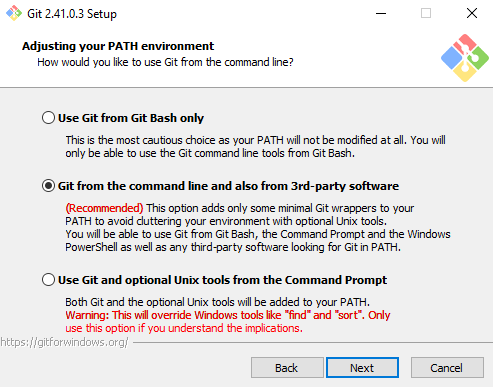 Git 2.41.0.3 Setup
Adjusting your PATH environment
How would you like to use Git from the command line?
Use Git from Git Bash only
This is the most cautious choice as your PATH will not be modified at all. You will
only be able to use the Git command line tools from Git Bash.
Git from the command line and also from 3rd-party software
(Recommended) This option adds only some minimal Git wrappers to your
PATH to avoid cluttering your environment with optional Unix tools.
You will be able to use Git from Git Bash, the Command Prompt and the Windows
PowerShell as well as any third-party software looking for Git in PATH.
Use Git and optional Unix tools from the Command Prompt
Both Git and the optional Unix tools will be added to your PATH.
Warning: This will override Windows tools like "find" and "sort". Only
use this option if you understand the implications.
https://gitforwindows.org/
Back Next Cancel